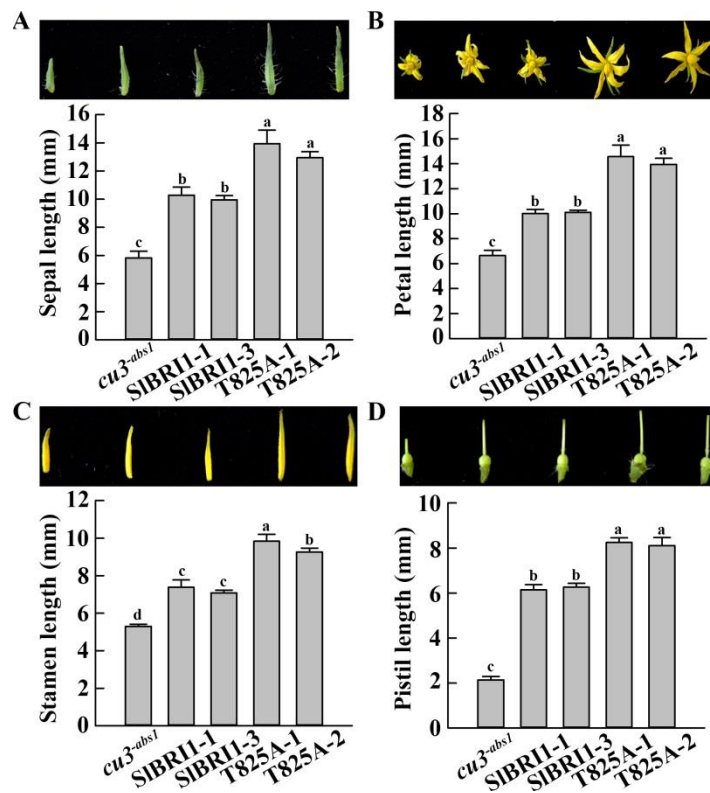 A
16
14
12
10
8
6
4
2
0
Sepal length (mm)
c
b
b
a
a
cu3-abs1
SlBRI1-1
SlBRI1-3
T825A-1
T825A-2
B
18
16
14
12
10
8
6
4
2
0
Petal length (mm)
c
b
b
a
a
cu3-abs1
SlBRI1-1
SlBRI1-3
T825A-1
T825A-2
C
12
10
8
6
4
2
0
Stamen length (mm)
d
c
c
a
b
cu3-abs1
SlBRI1-1
SlBRI1-3
T825A-1
T825A-2
D
10
8
6
4
2
0
Pistil length (mm)
c
b
b
a
a
cu3-abs1
SlBRI1-1
SlBRI1-3
T825A-1
T825A-2